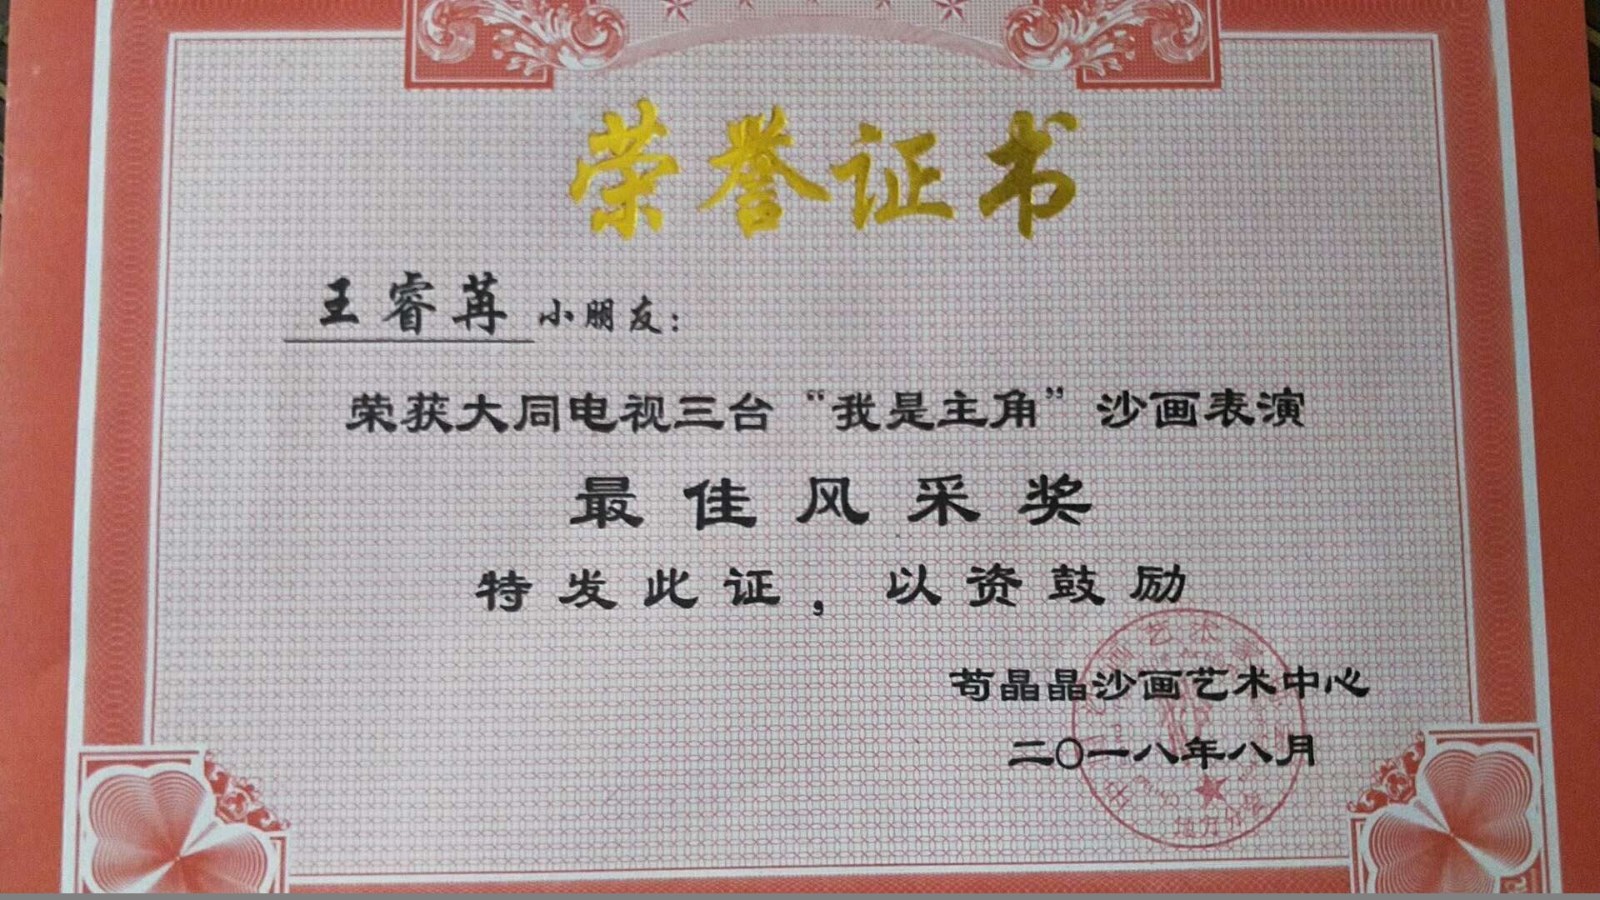 荣誉证书
王睿苒 小朋友：
荣获大同电视三台“我是主角”沙画表演
最佳风采奖
特发此证，以资鼓励
苟晶晶沙画艺术中心
二〇一八年八月